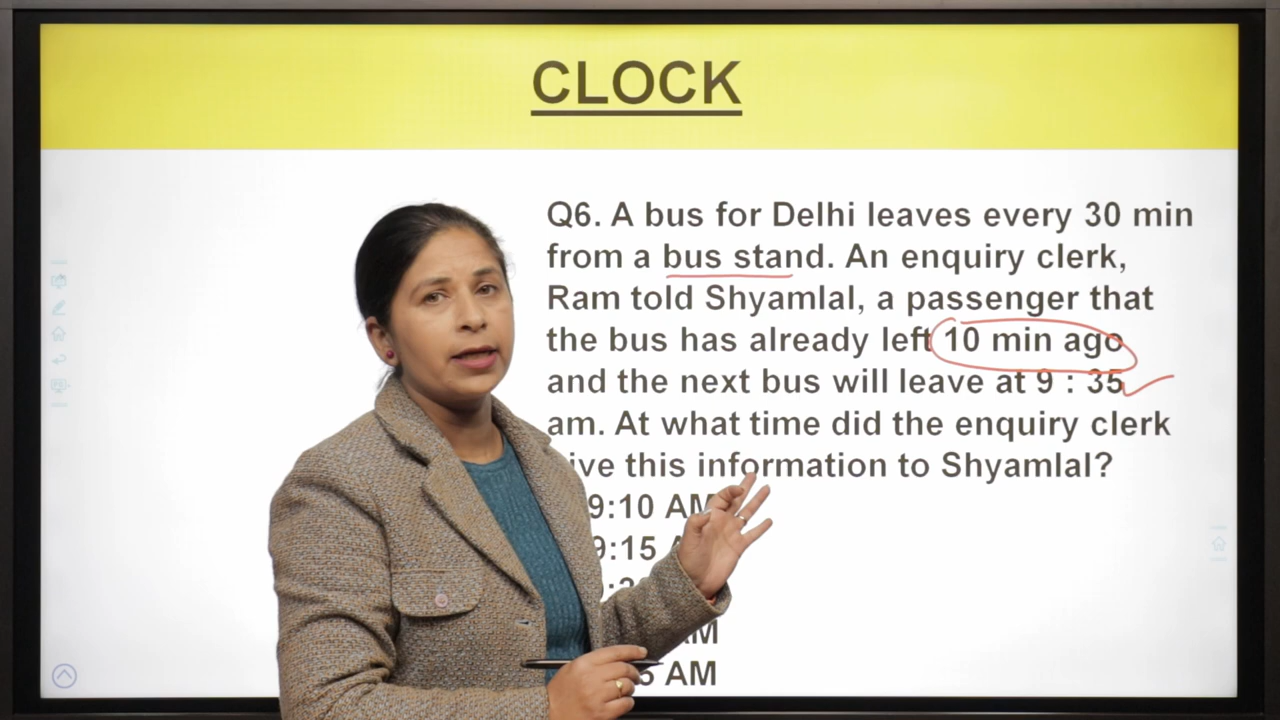 CLOCK
Q6. A bus for Delhi leaves every 30 min
from a bus stand. An enquiry clerk,
Ram told Shyamlal, a passenger that
the bus has already left 10 min ago
and the next bus will leave at 9 : 35
am. At what time did the enquiry clerk
this information to Shyamlal?
9:10 AM
9:15
AM
AM